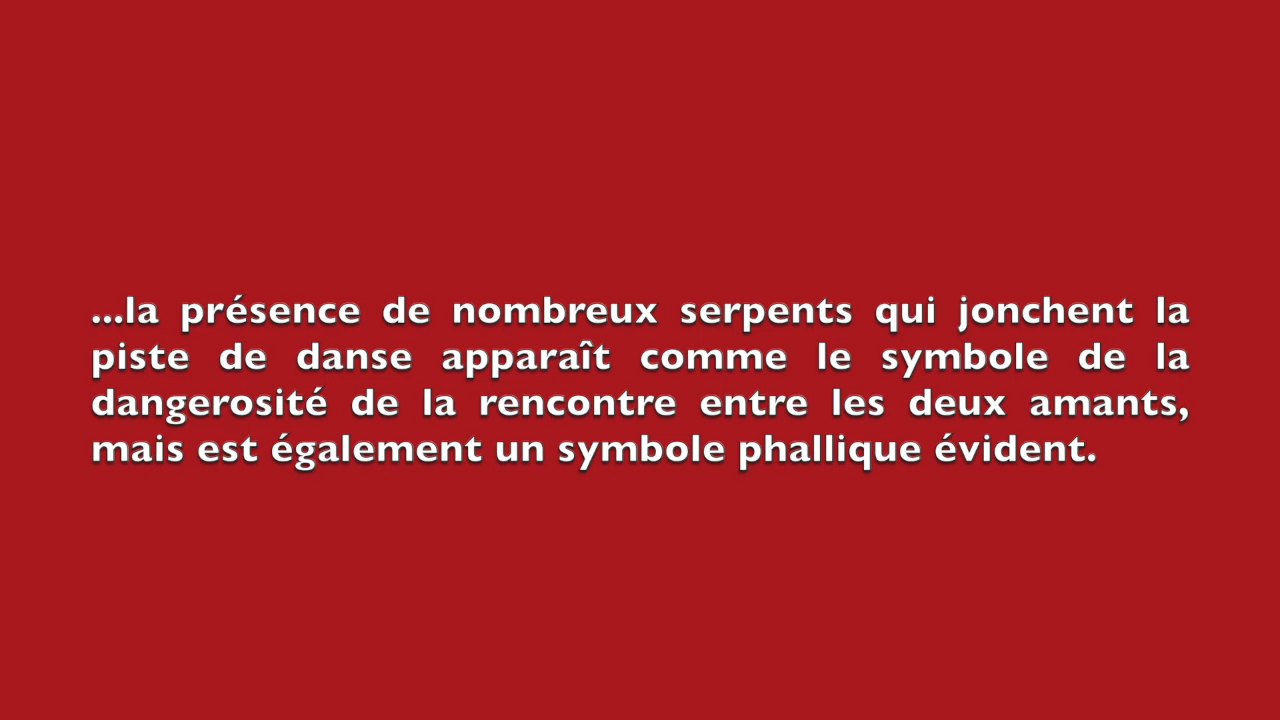 ...la présence de nombreux serpents qui jonchent la
piste de danse apparaît comme le symbole de la
dangerosité de la rencontre entre les deux amants,
mais est également un symbole phallique évident.